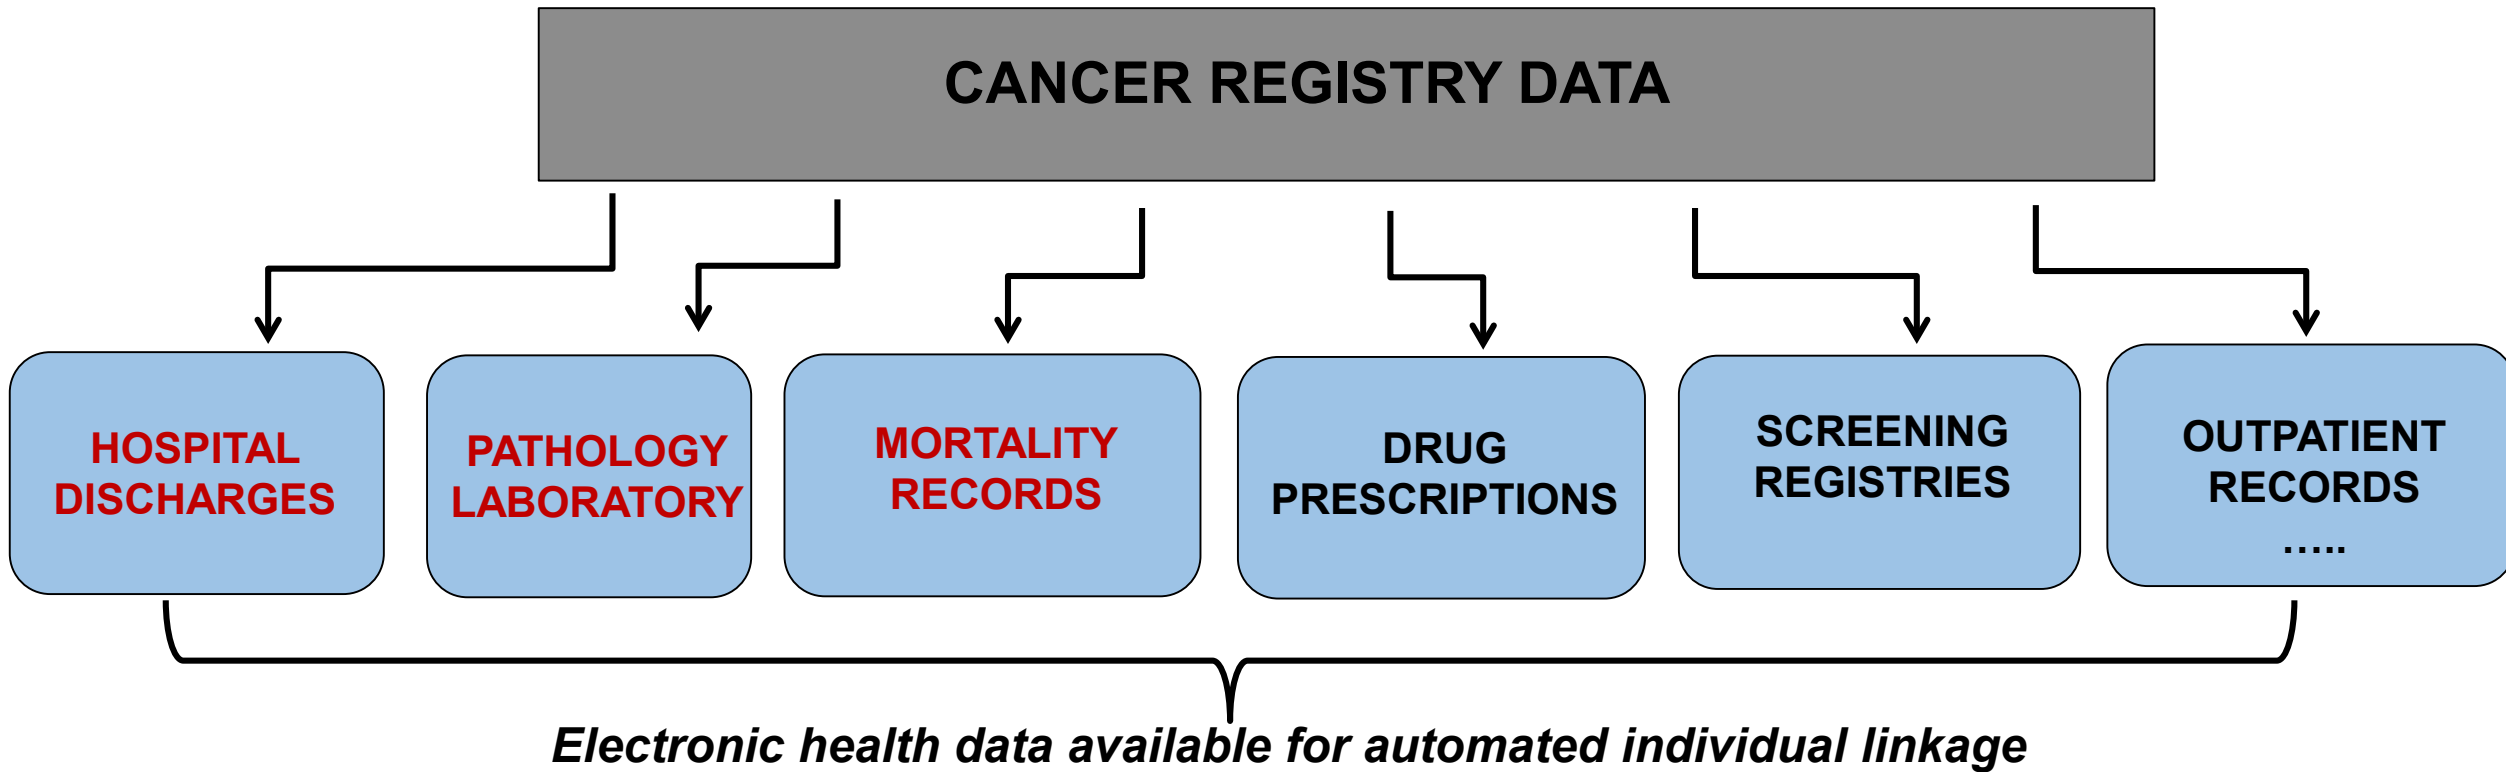 CANCER REGISTRY DATA
HOSPITAL
DISCHARGES
PATHOLOGY
LABORATORY
MORTALITY
RECORDS
DRUG
PRESCRIPTIONS
SCREENING
REGISTRIES
OUTPATIENT
RECORDS
…..
Electronic health data available for automated individual linkage